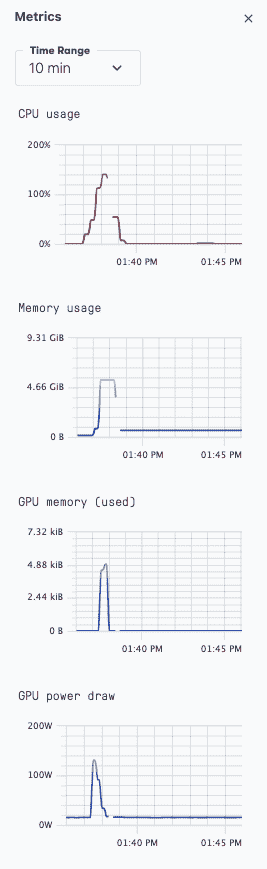 Metrics
×
Time Range
10 min
CPU usage
200%
100%
0%
01:40 PM 01:45 PM
Memory usage
9.31 GiB
4.66 GiB
0 B
01:40 PM 01:45 PM
GPU memory (used)
7.32 kiB
4.88 kiB
2.44 kiB
0 B
01:40 PM 01:45 PM
GPU power draw
200W
100W
0W
01:40 PM 01:45 PM